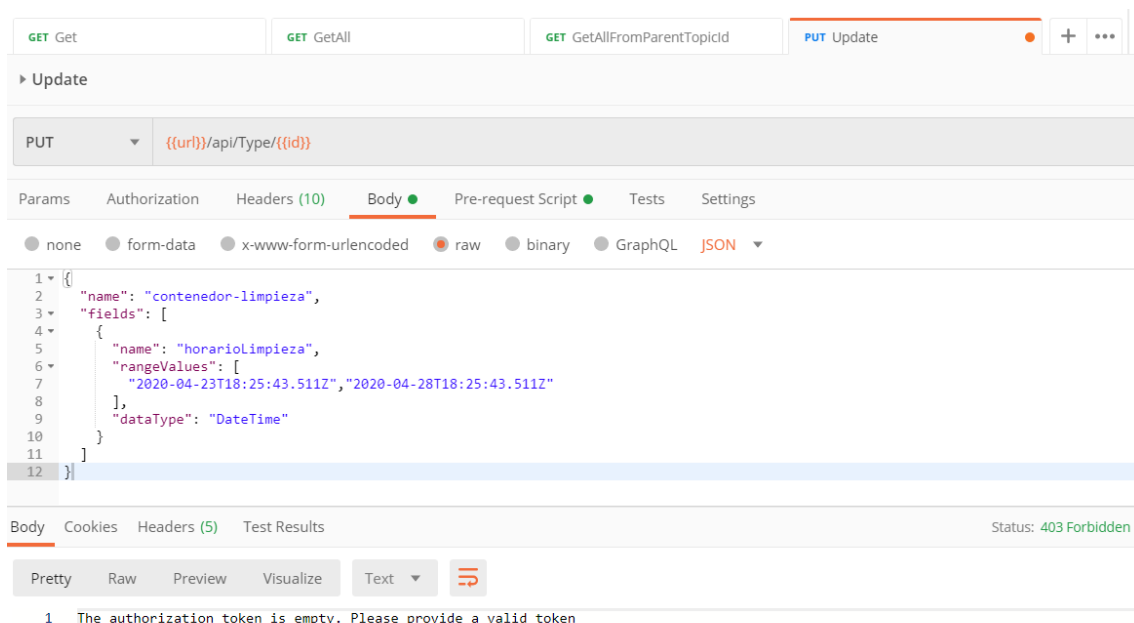 GET Get GET GetAll GET GetAllFromParentTopicId PUT Update + •••
Update
PUT {{url}}/api/Type/{{id}}
Params Authorization Headers (10) Body Pre-request Script Tests Settings
none form-data x-www-form-urlencoded raw binary GraphQL JSON
1 {
2 "name": "contenedor-limpieza",
3 "fields": [
4 {
5 "name": "horarioLimpieza",
6 "rangeValues": [
7 "2020-04-23T18:25:43.511Z","2020-04-28T18:25:43.511Z"
8 ],
9 "dataType": "DateTime"
10 }
11 ]
12 }
Body Cookies Headers (5) Test Results Status: 403 Forbidden
Pretty Raw Preview Visualize Text
1 The authorization token is empty. Please provide a valid token